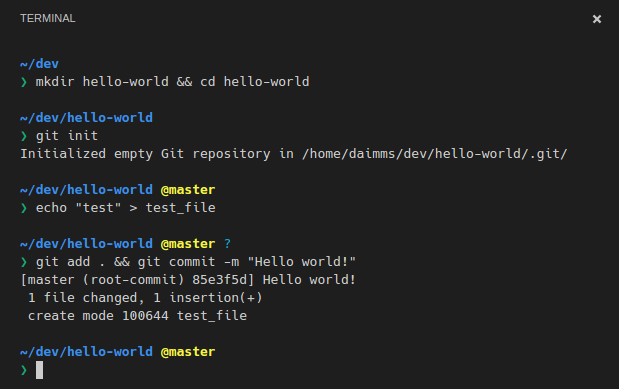 TERMINAL
~/dev
❯ mkdir hello-world && cd hello-world
~/dev/hello-world
❯ git init
Initialized empty Git repository in /home/daimms/dev/hello-world/.git/
~/dev/hello-world @master
❯ echo "test" > test_file
~/dev/hello-world @master ?
❯ git add . && git commit -m "Hello world!"
[master (root-commit) 85e3f5d] Hello world!
 1 file changed, 1 insertion(+)
 create mode 100644 test_file
~/dev/hello-world @master
❯